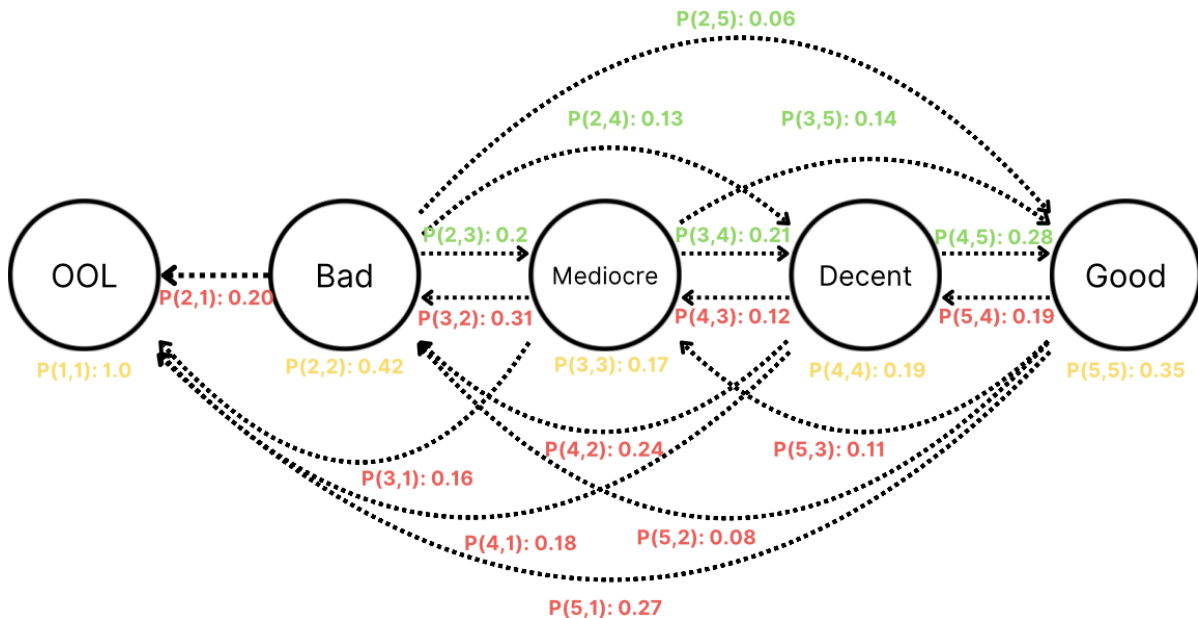 P(2,5): 0.06
P(2,4): 0.13
P(3,5): 0.14
P(2,3): 0.2
P(3,4): 0.21
P(4,5): 0.28
OOL
Bad
Mediocre
Decent
Good
P(2,1): 0.20
P(3,2): 0.31
P(4,3): 0.12
P(5,4): 0.19
P(1,1): 1.0
P(2,2): 0.42
P(3,3): 0.17
P(4,4): 0.19
P(5,5): 0.35
P(4,2): 0.24
P(5,3): 0.11
P(3,1): 0.16
P(4,1): 0.18
P(5,2): 0.08
P(5,1): 0.27